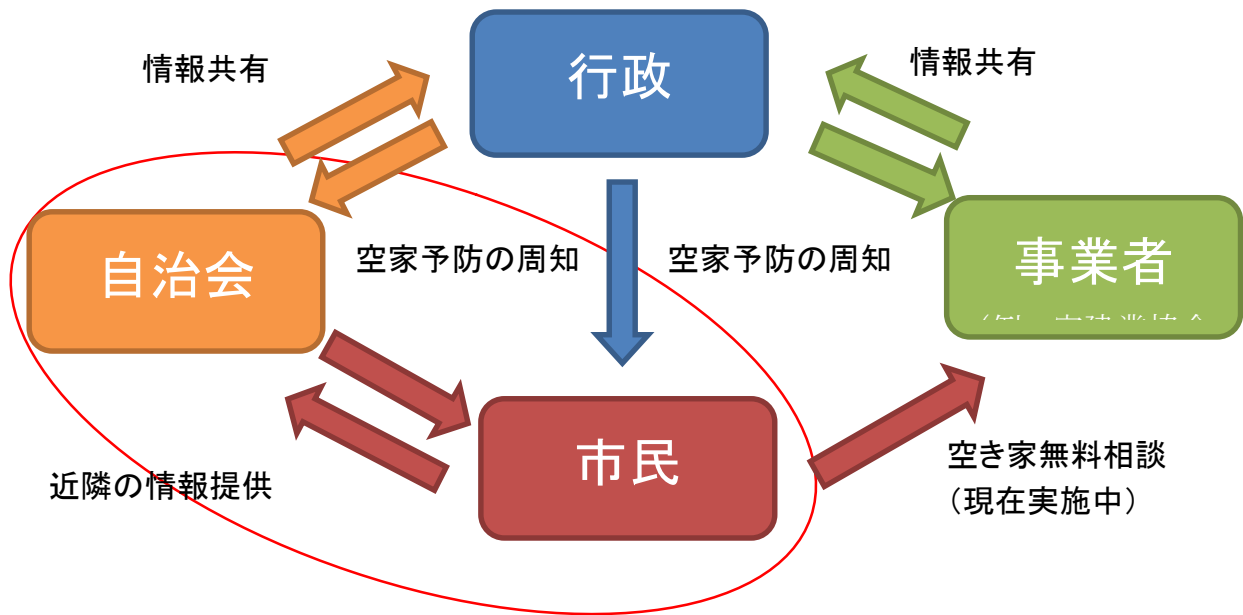 行政
情報共有
情報共有
自治会
空家予防の周知
空家予防の周知
事業者
市民
近隣の情報提供
空き家無料相談
（現在実施中）